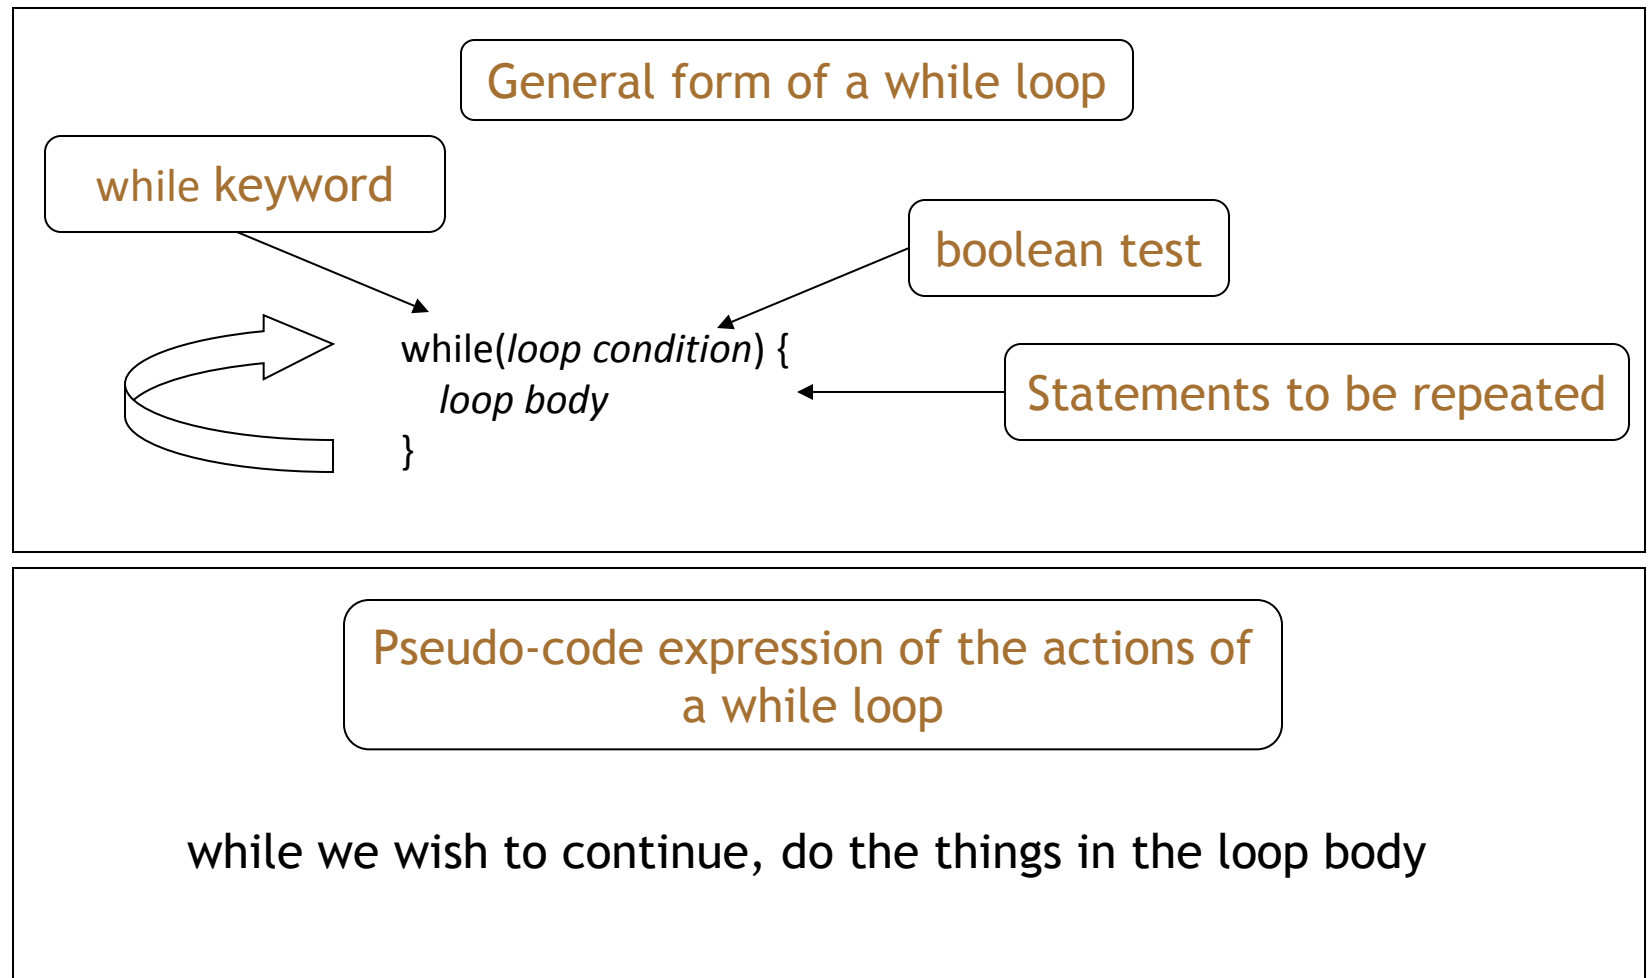 General form of a while loop
while keyword
boolean test
while(loop condition) {
loop body
}
Statements to be repeated
Pseudo-code expression of the actions of
a while loop
while we wish to continue, do the things in the loop body